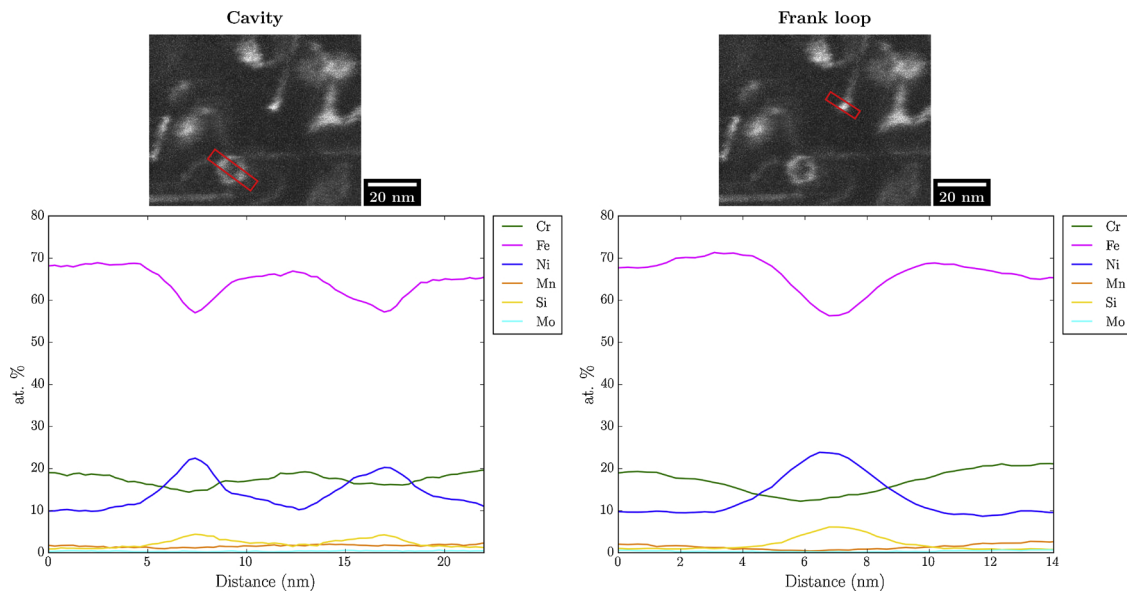 Cavity
20 nm
80
70
60
50
40
30
20
10
0
at. %
0 5 10 15 20
Distance (nm)
Cr
Fe
Ni
Mn
Si
Mo
Frank loop
20 nm
80
70
60
50
40
30
20
10
0
at. %
0 2 4 6 8 10 12 14
Distance (nm)
Cr
Fe
Ni
Mn
Si
Mo